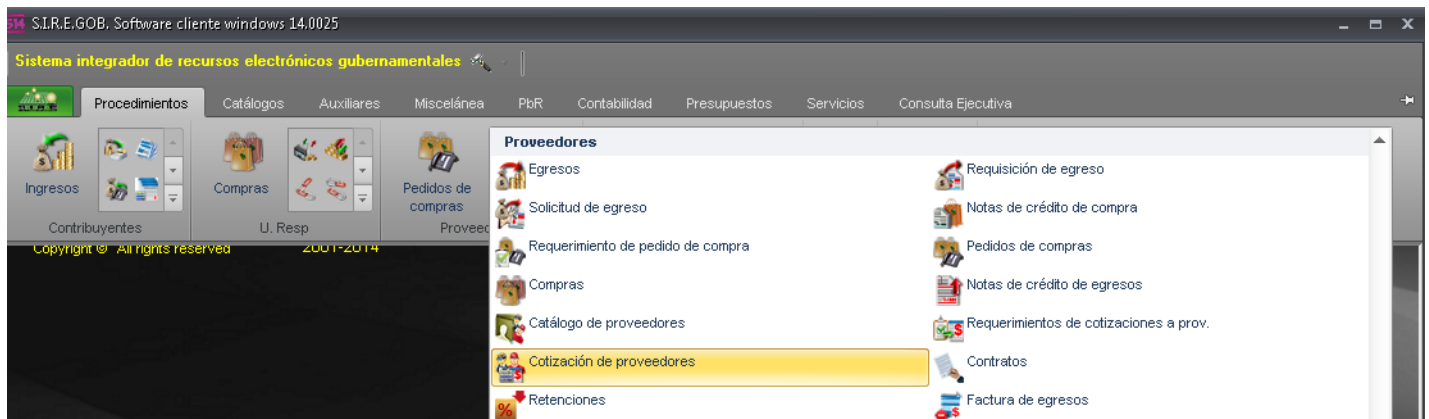 S.I.R.E.GOB. Software cliente windows 14.0025
Sistema integrador de recursos electrónicos gubernamentales
Procedimientos Catálogos Auxiliares Miscelánea PbR Contabilidad Presupuestos Servicios Consulta Ejecutiva
Ingresos
Contribuyentes
Compras
U. Resp
Pedidos de
compras
Proveed
Copyright © All rights reserved 2001-2014
Proveedores
Egresos
Requisición de egreso
Solicitud de egreso
Notas de crédito de compra
Requerimiento de pedido de compra
Pedidos de compras
Compras
Notas de crédito de egresos
Catálogo de proveedores
Requerimientos de cotizaciones a prov.
Cotización de proveedores
Contratos
Retenciones
Factura de egresos